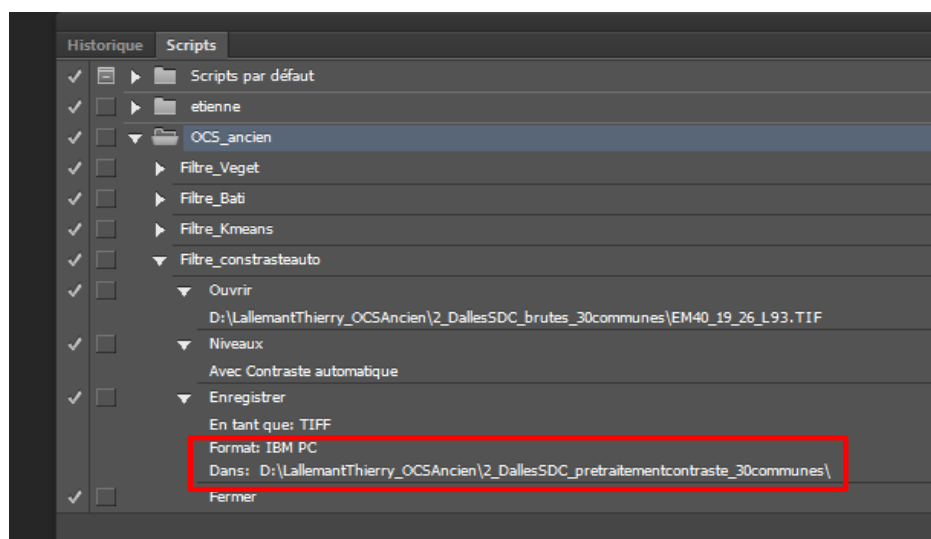 Historique Scripts
Scripts par défaut
etienne
OCS_ancien
Filtre_Veget
Filtre_Bati
Filtre_Kmeans
Filtre_constrasteauto
Ouvrir
D:\LallemantThierry_OCSAncien\2_DallesSDC_brutes_30communes\EM40_19_26_L93.TIF
Niveaux
Avec Contraste automatique
Enregistrer
En tant que: TIFF
Format: IBM PC
Dans: D:\LallemantThierry_OCSAncien\2_DallesSDC_pretraitementcontraste_30communes\
Fermer